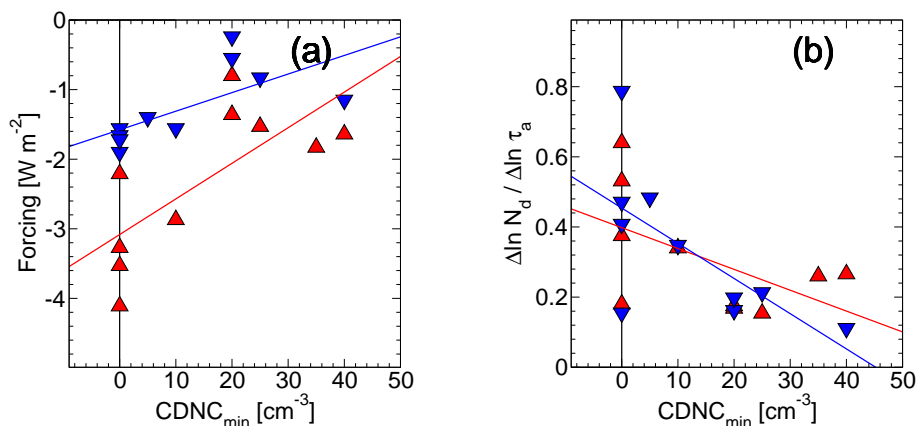 (a)
0
-1
-2
-3
-4
Forcing [W m⁻²]
0 10 20 30 40 50
CDNC_min [cm⁻³]
(b)
0.8
0.6
0.4
0.2
0
Δln N_d / Δln τ_a
0 10 20 30 40 50
CDNC_min [cm⁻³]